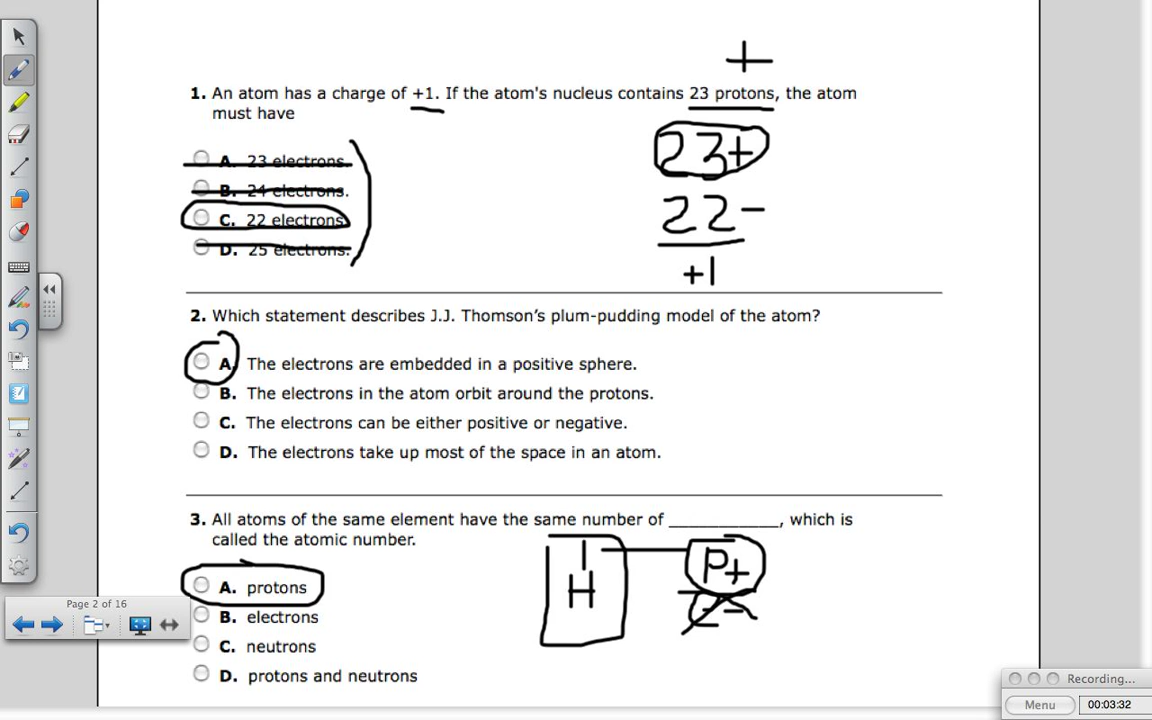 +
1. An atom has a charge of +1. If the atom's nucleus contains 23 protons, the atom
must have
23+
A. 23 electrons.
B. 24 electrons.
22 -
C. 22 electrons
D. 25 electrons.
+1
2. Which statement describes J.J. Thomson's plum-pudding model of the atom?
A. The electrons are embedded in a positive sphere.
B. The electrons in the atom orbit around the protons.
C. The electrons can be either positive or negative.
D. The electrons take up most of the space in an atom.
3. All atoms of the same element have the same number of ____________, which is
called the atomic number.
1
H
P+
A. protons
B. electrons
C. neutrons
D. protons and neutrons
Page 2 of 16
Recording...
Menu
00:03:32